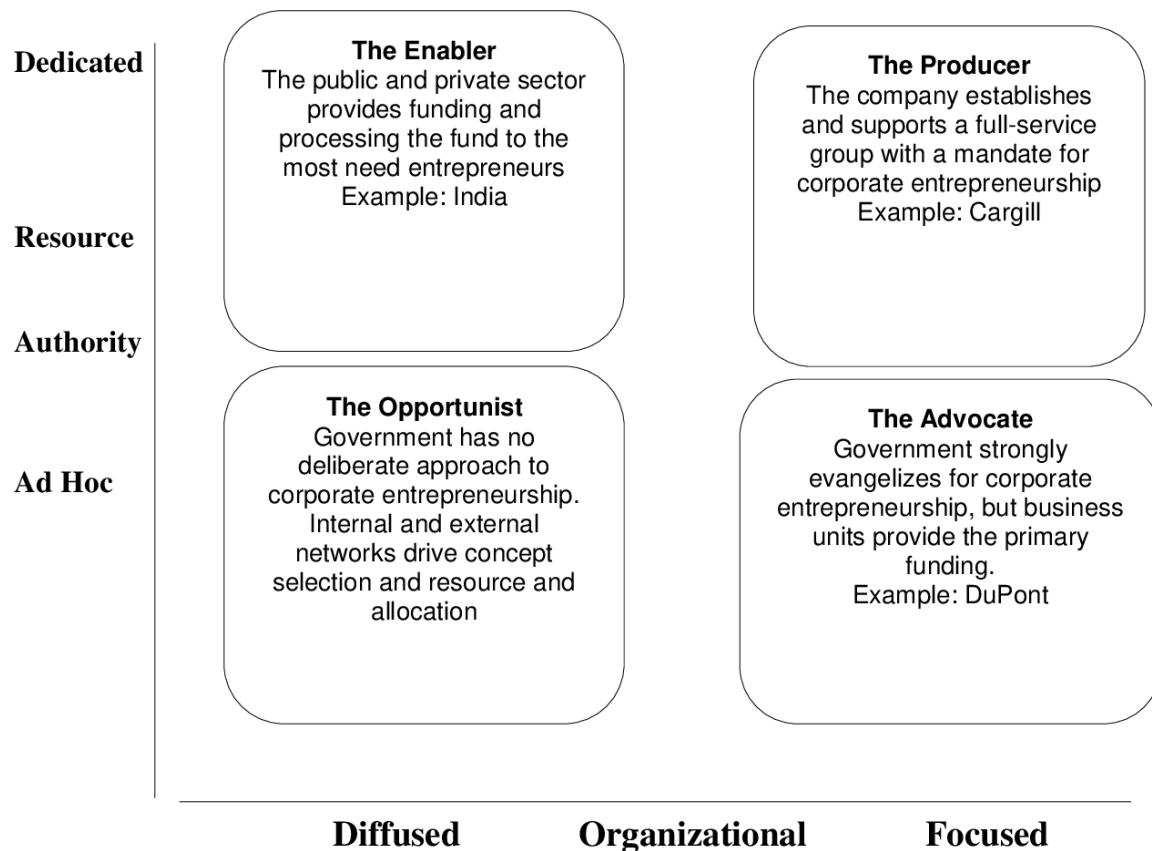 Dedicated
Resource
Authority
Ad Hoc
The Enabler
The public and private sector
provides funding and
processing the fund to the
most need entrepreneurs
Example: India
The Producer
The company establishes
and supports a full-service
group with a mandate for
corporate entrepreneurship
Example: Cargill
The Opportunist
Government has no
deliberate approach to
corporate entrepreneurship.
Internal and external
networks drive concept
selection and resource and
allocation
The Advocate
Government strongly
evangelizes for corporate
entrepreneurship, but business
units provide the primary
funding.
Example: DuPont
Diffused Organizational Focused